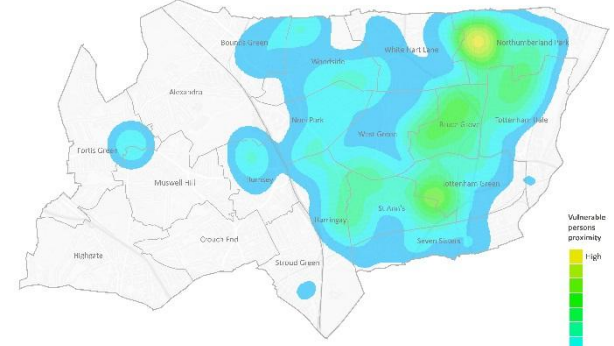 Bounds Green
White Hart Lane
Northumberland Park
Woodside
Alexandra
Noel Park
Bruce Grove
Tottenham Hale
West Green
Fortis Green
Muswell Hill
Hornsey
Tottenham Green
St Ann's
Harringay
Crouch End
Seven Sisters
Highgate
Stroud Green
Vulnerable
persons
proximity
High